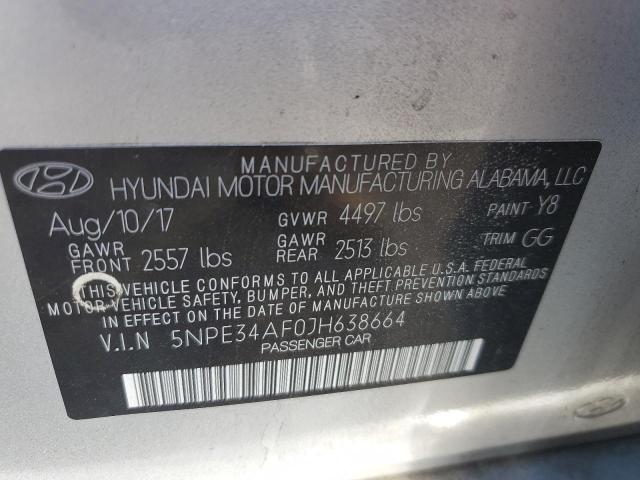 MANUFACTURED BY
HYUNDAI MOTOR MANUFACTURING ALABAMA, LLC
Aug/10/17 GVWR 4497 lbs PAINT Y8
GAWR FRONT 2557 lbs GAWR REAR 2513 lbs TRIM GG
THIS VEHICLE CONFORMS TO ALL APPLICABLE U.S.A. FEDERAL
MOTOR VEHICLE SAFETY, BUMPER, AND THEFT PREVENTION STANDARDS
IN EFFECT ON THE DATE OF MANUFACTURE SHOWN ABOVE.
V.I.N 5NPE34AF0JH638664
PASSENGER CAR